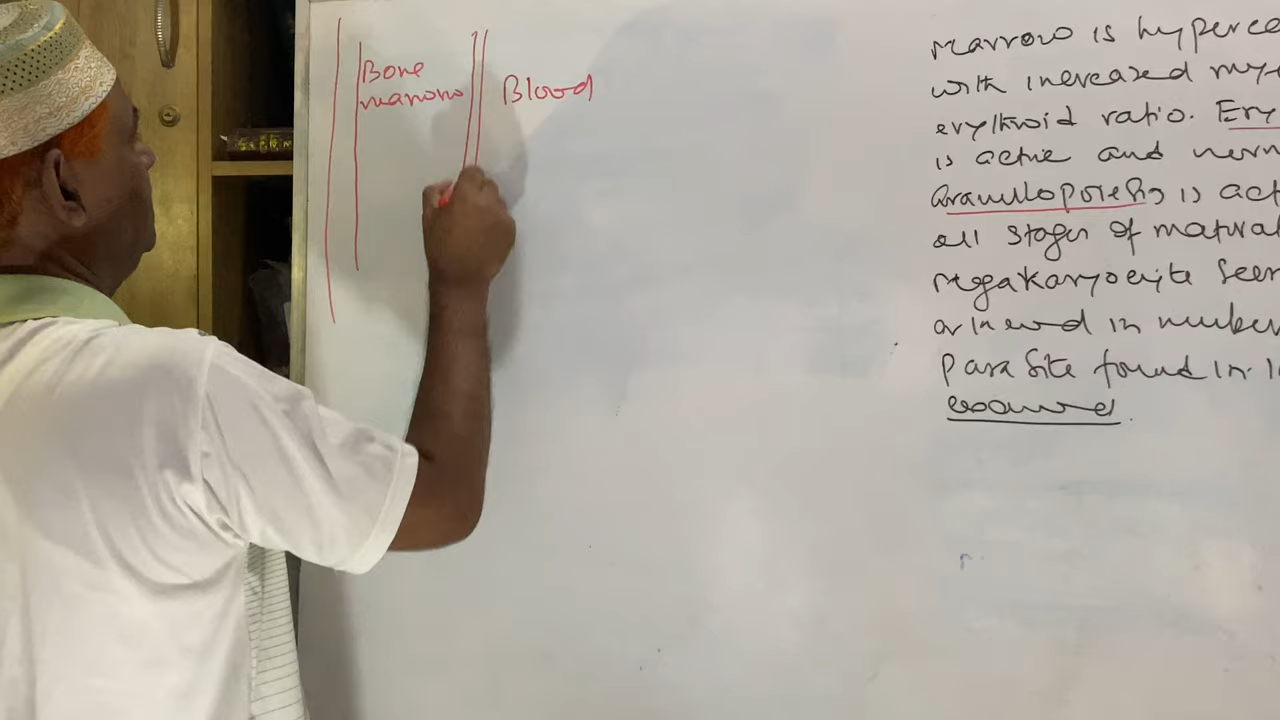 Bone
marrow
Blood
Marrow is hyperce
with increased mye
erythroid ratio. Ery
is active and norm
Granulopoiesis is act
all stages of matura
megakaryocyte seen
in number
parasite found in